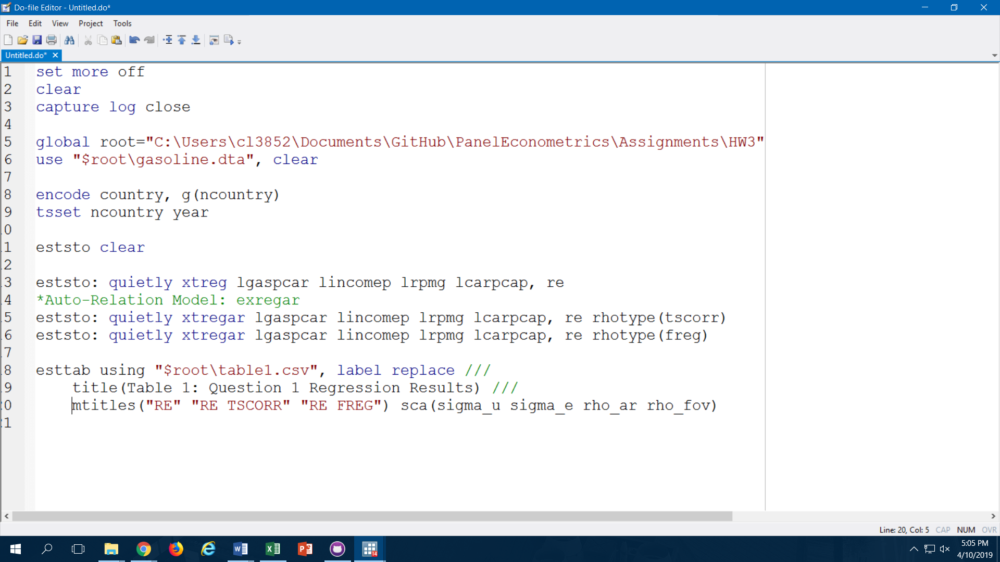 Do-file Editor - Untitled.do*
File Edit View Project Tools
Untitled.do*
1 set more off
2 clear
3 capture log close
4
5 global root="C:\Users\cl3852\Documents\GitHub\PanelEconometrics\Assignments\HW3"
6 use "$root\gasoline.dta", clear
7
8 encode country, g(ncountry)
9 tsset ncountry year
0
1 eststo clear
2
3 eststo: quietly xtreg lgaspcar lincomep lrpmg lcarpcap, re
4 *Auto-Relation Model: exregar
5 eststo: quietly xtregar lgaspcar lincomep lrpmg lcarpcap, re rhotype(tscorr)
6 eststo: quietly xtregar lgaspcar lincomep lrpmg lcarpcap, re rhotype(freg)
7
8 esttab using "$root\table1.csv", label replace ///
9 title(Table 1: Question 1 Regression Results) ///
0 mtitles("RE" "RE TSCORR" "RE FREG") sca(sigma_u sigma_e rho_ar rho_fov)
1
Line: 20, Col: 5 CAP NUM OVR
14
5:05 PM
4/10/2019